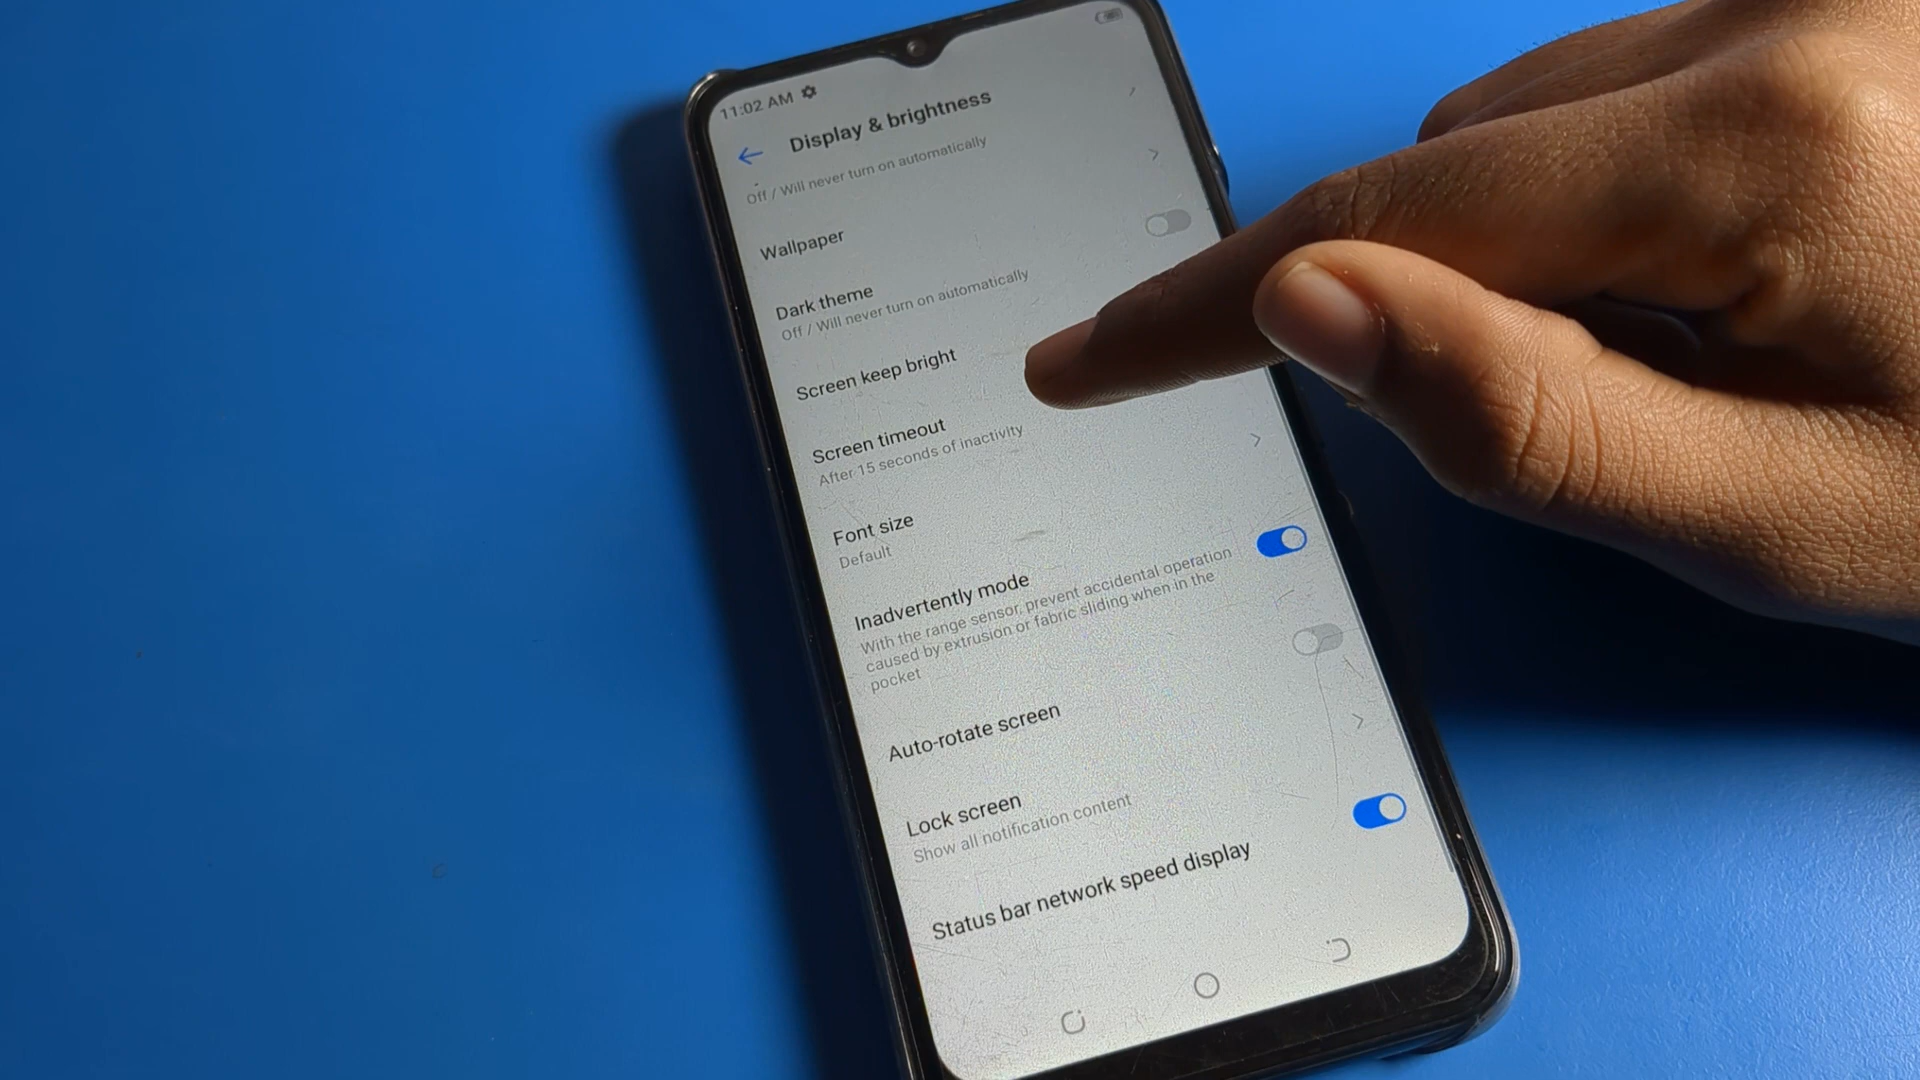 11:02 AM
Display & brightness
Off / Will never turn on automatically
Wallpaper
Dark theme
Off / Will never turn on automatically
Screen keep bright
Screen timeout
After 15 seconds of inactivity
Font size
Default
Inadvertently mode
With the range sensor, prevent accidental operation
caused by extrusion or fabric sliding when in the
pocket
Auto-rotate screen
Lock screen
Show all notification content
Status bar network speed display